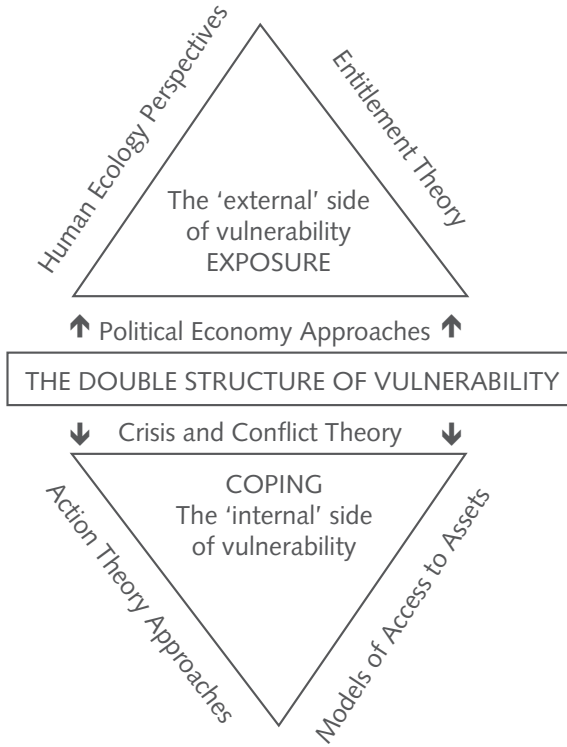 Human Ecology Perspectives
Entitlement Theory
The ‘external’ side
of vulnerability
EXPOSURE
Political Economy Approaches
THE DOUBLE STRUCTURE OF VULNERABILITY
Crisis and Conflict Theory
COPING
The ‘internal’ side
of vulnerability
Action Theory Approaches
Models of Access to Assets